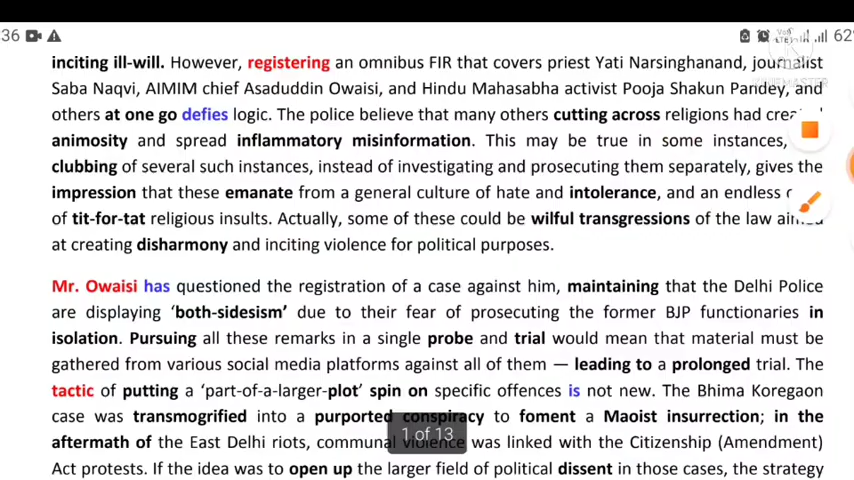 36
62
inciting ill-will. However, registering an omnibus FIR that covers priest Yati Narsinghanand, journalist
Saba Naqvi, AIMIM chief Asaduddin Owaisi, and Hindu Mahasabha activist Pooja Shakun Pandey, and
others at one go defies logic. The police believe that many others cutting across religions had
animosity and spread inflammatory misinformation. This may be true in some instances,
clubbing of several such instances, instead of investigating and prosecuting them separately, gives the
impression that these emanate from a general culture of hate and intolerance, and an endless
of tit-for-tat religious insults. Actually, some of these could be wilful transgressions of the law aimed
at creating disharmony and inciting violence for political purposes.
Mr. Owaisi has questioned the registration of a case against him, maintaining that the Delhi Police
are displaying 'both-sidesism' due to their fear of prosecuting the former BJP functionaries in
isolation. Pursuing all these remarks in a single probe and trial would mean that material must be
gathered from various social media platforms against all of them — leading to a prolonged trial. The
tactic of putting a 'part-of-a-larger-plot' spin on specific offences is not new. The Bhima Koregaon
case was transmogrified into a purported conspiracy to foment a Maoist insurrection; in the
1 of 13
aftermath of the East Delhi riots, communal violence was linked with the Citizenship (Amendment)
Act protests. If the idea was to open up the larger field of political dissent in those cases, the strategy